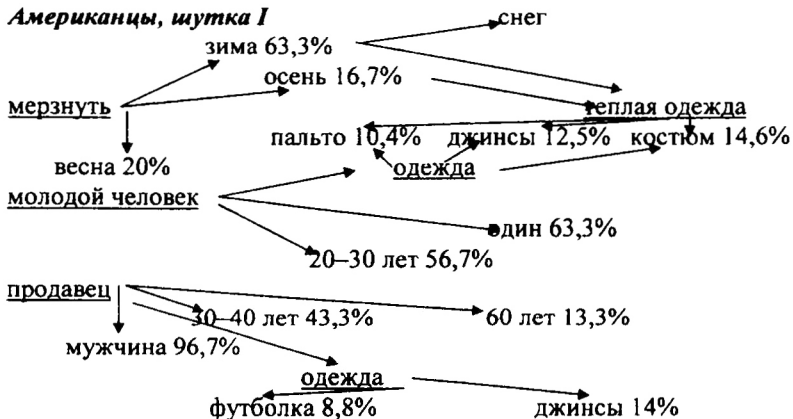 Американцы, шутка I
снег
зима 63,3%
осень 16,7%
мерзнуть теплая одежда
пальто 10,4% джинсы 12,5% костюм 14,6%
весна 20% одежда
молодой человек
один 63,3%
20–30 лет 56,7%
продавец
30–40 лет 43,3% 60 лет 13,3%
мужчина 96,7%
одежда
футболка 8,8% джинсы 14%